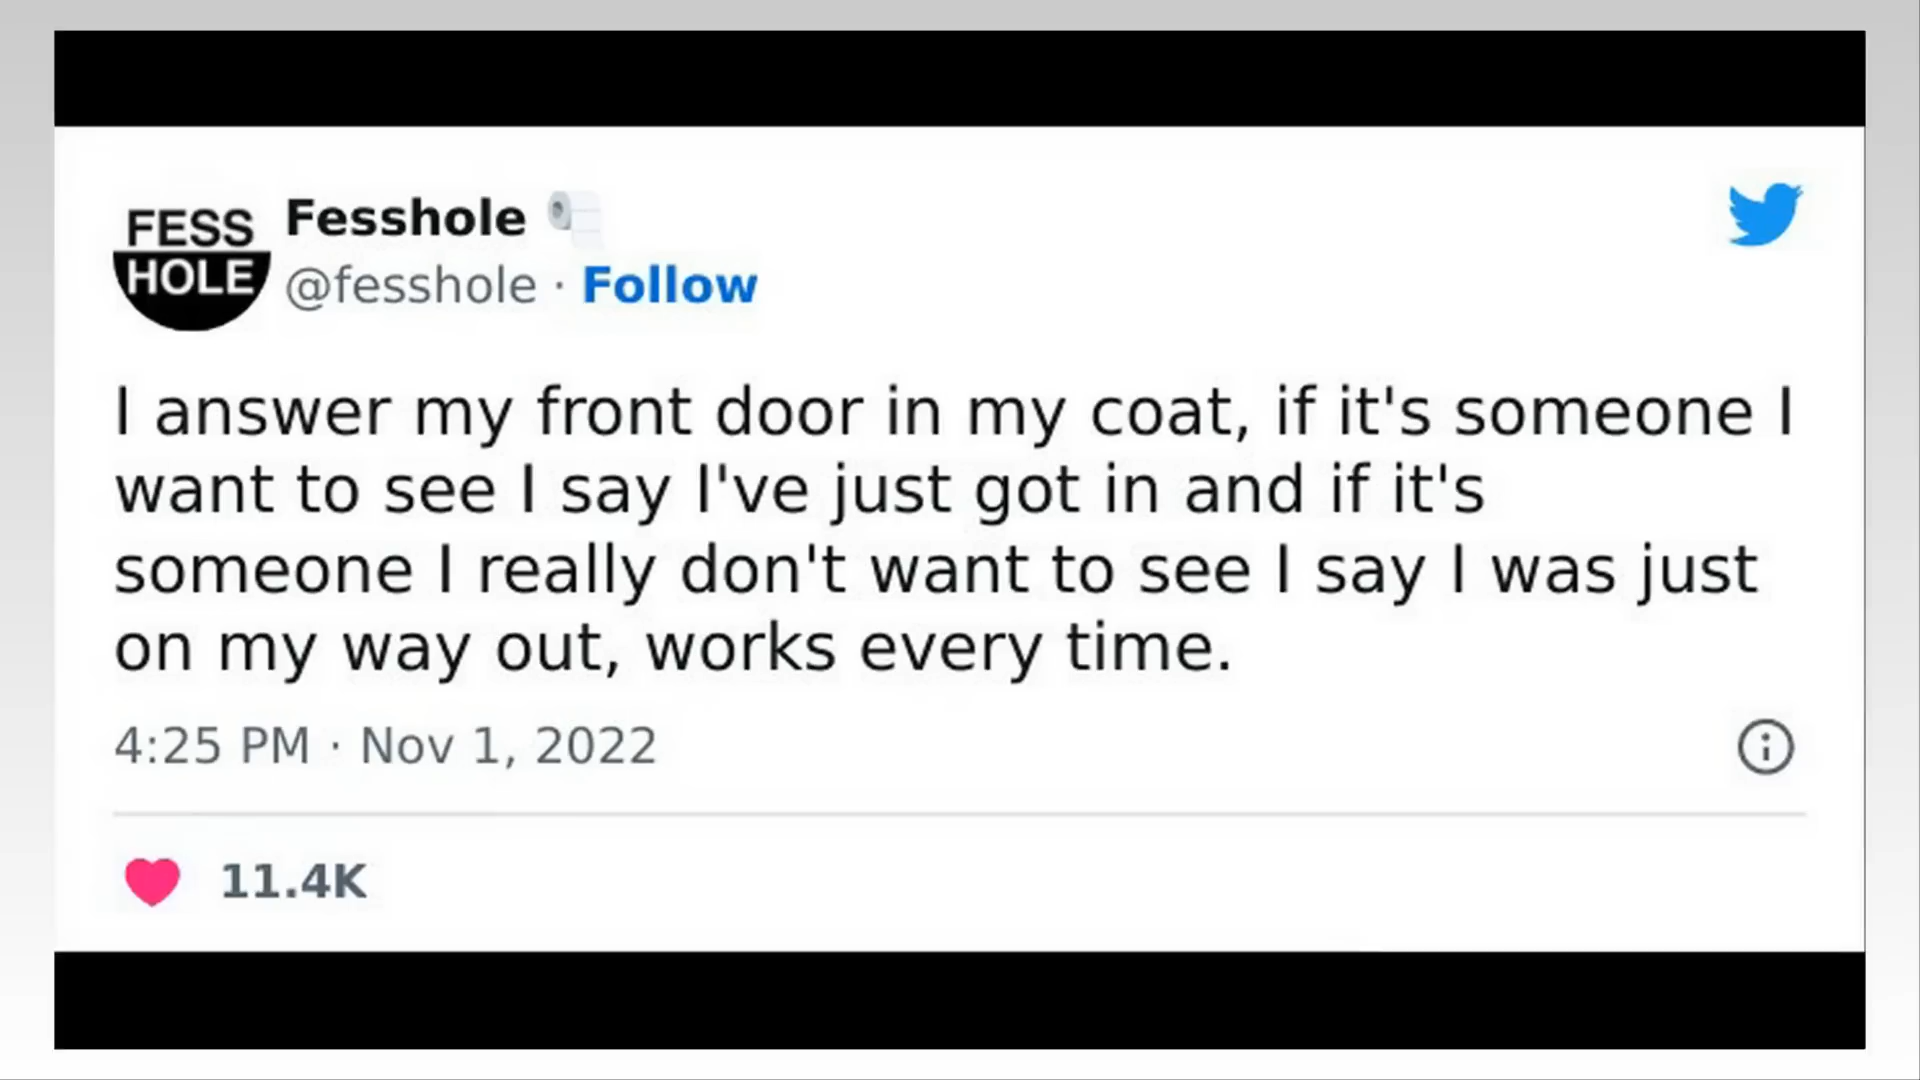 FESS
HOLE
Fesshole
@fesshole · Follow
I answer my front door in my coat, if it's someone I
want to see I say I've just got in and if it's
someone I really don't want to see I say I was just
on my way out, works every time.
4:25 PM · Nov 1, 2022
11.4K